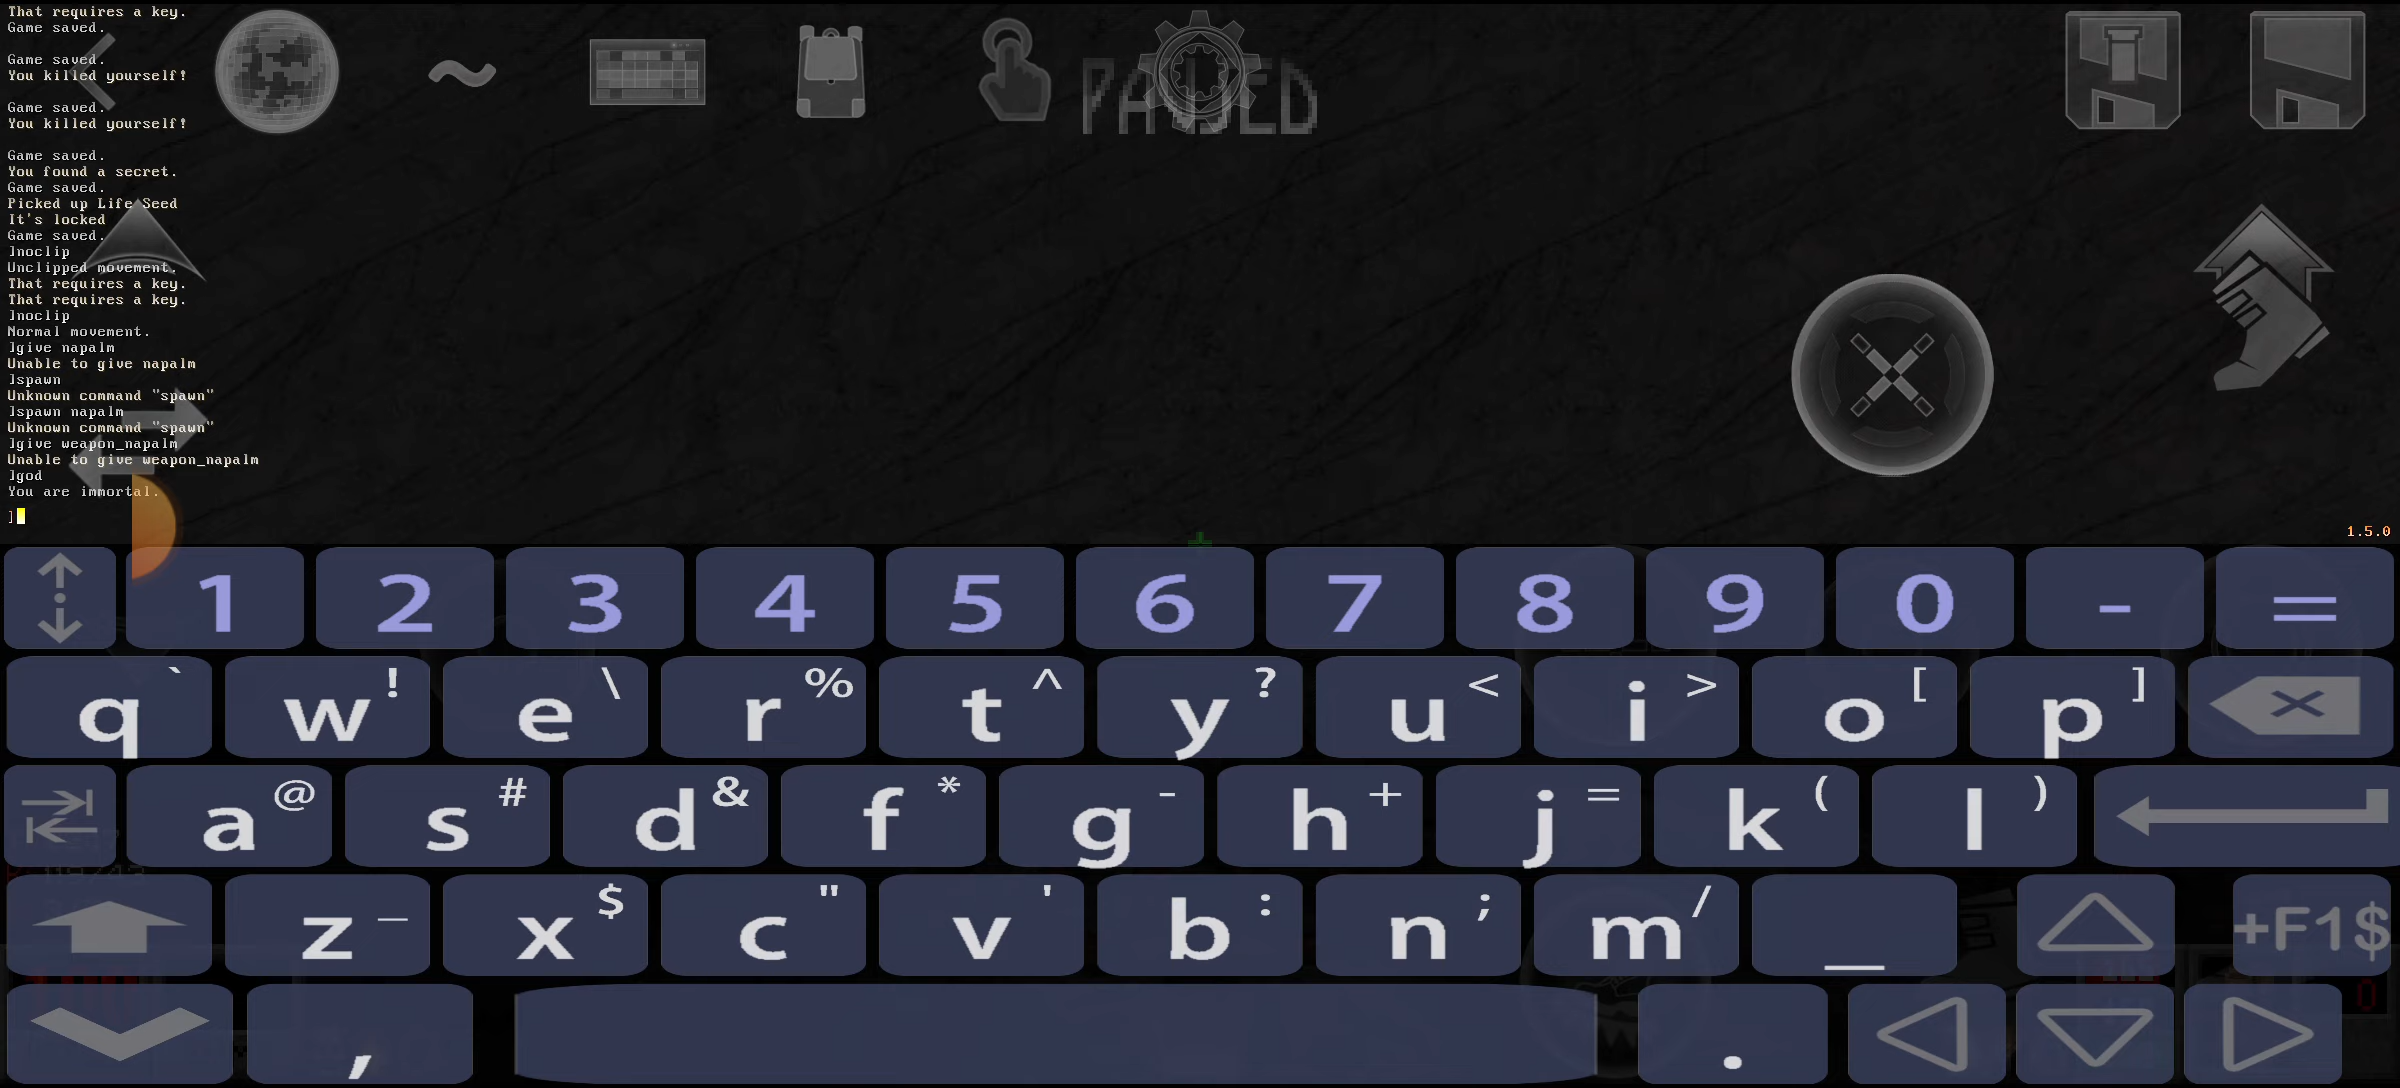 That requires a key.
Game saved.
Game saved.
You killed yourself!
Game saved.
You killed yourself!
Game saved.
You found a secret.
Game saved.
Picked up Life Seed
It's locked
Game saved.
]noclip
Unclipped movement.
That requires a key.
That requires a key.
]noclip
Normal movement.
]give napalm
Unable to give napalm
]spawn
Unknown command "spawn"
]spawn napalm
Unknown command "spawn"
]give weapon_napalm
Unable to give weapon_napalm
]god
You are immortal.
]
PAUSED
1.5.0
1 2 3 4 5 6 7 8 9 0 - =
q ` w ! e \ r % t ^ y ? u < i > o [ p ]
a @ s # d & f * g - h + j = k ( l )
z _ x $ c " v ' b : n ; m / _ +F1$
, .